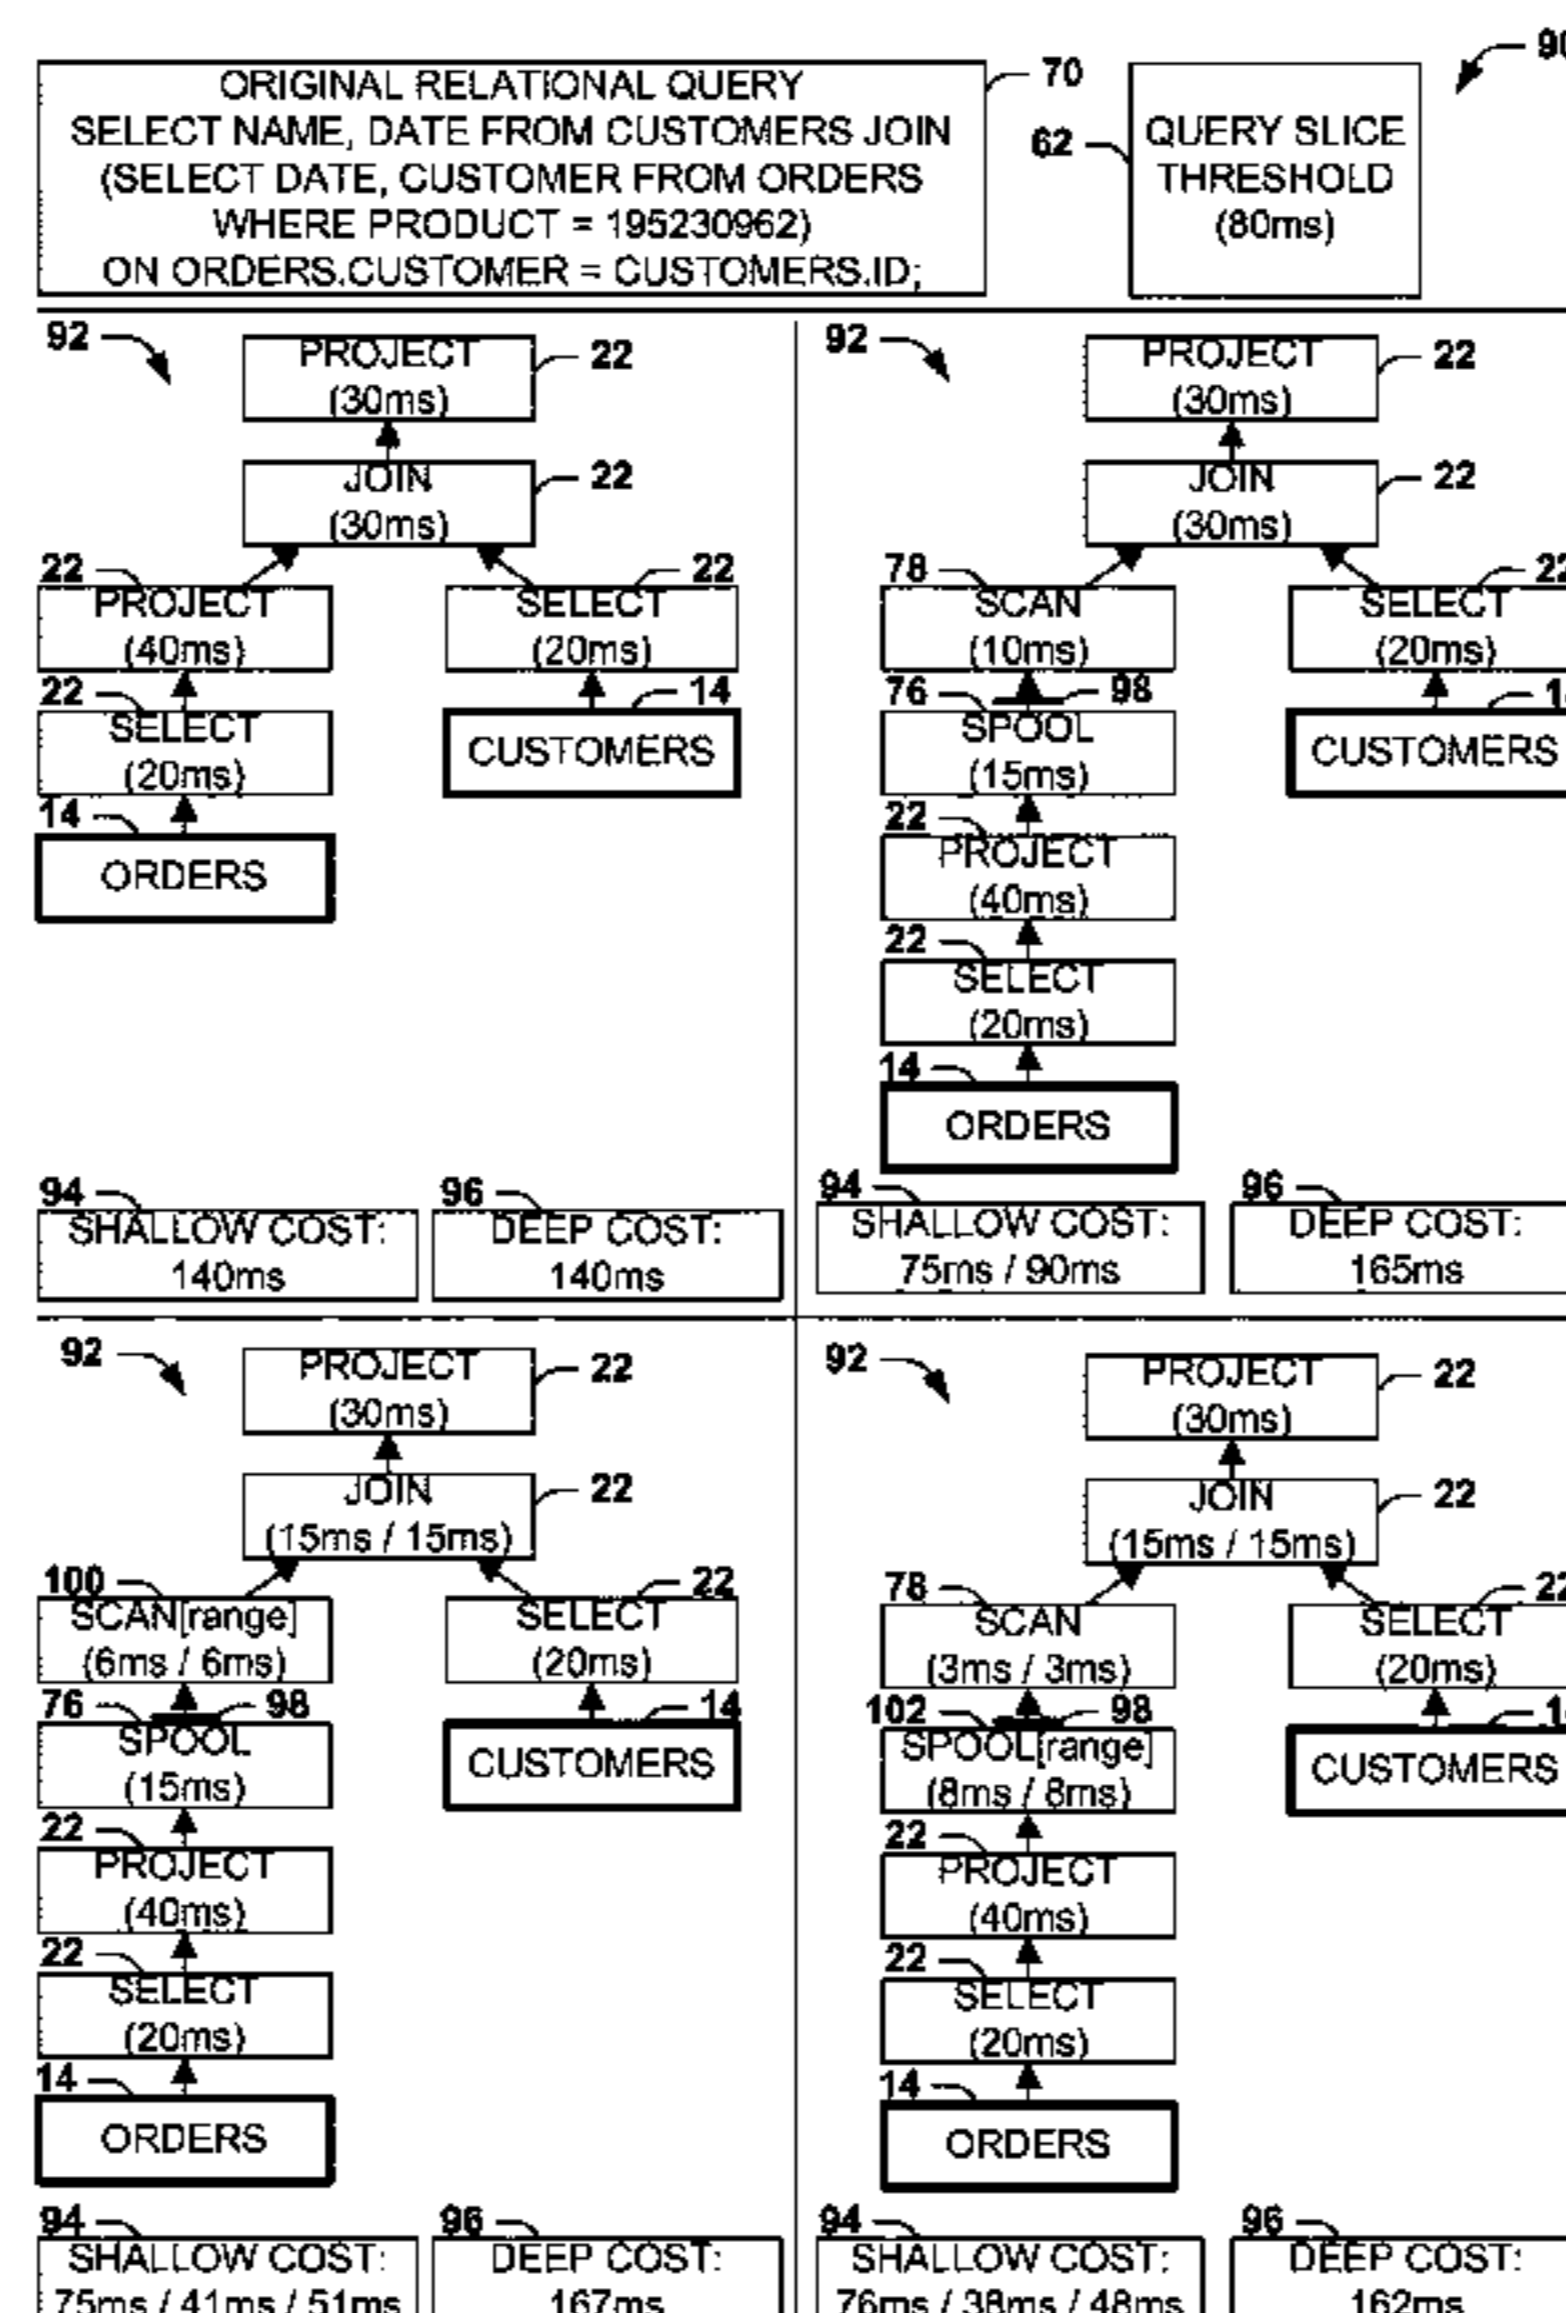 ORIGINAL RELATIONAL QUERY
SELECT NAME, DATE FROM CUSTOMERS JOIN
(SELECT DATE, CUSTOMER FROM ORDERS
WHERE PRODUCT = 195230962)
ON ORDERS.CUSTOMER = CUSTOMERS.ID;
70
62
QUERY SLICE
THRESHOLD
(80ms)
92
PROJECT
(30ms)
22
JOIN
(30ms)
22
22
PROJECT
(40ms)
22
SELECT
(20ms)
22
SELECT
(20ms)
14
CUSTOMERS
14
ORDERS
94
SHALLOW COST:
140ms
96
DEEP COST:
140ms
92
PROJECT
(30ms)
22
JOIN
(30ms)
22
78
SCAN
(10ms)
SELECT
(20ms)
76
98
SPOOL
(15ms)
CUSTOMERS
22
PROJECT
(40ms)
22
SELECT
(20ms)
14
ORDERS
94
SHALLOW COST:
75ms / 90ms
96
DEEP COST:
165ms
92
PROJECT
(30ms)
22
JOIN
(15ms / 15ms)
22
100
SCAN[range]
(6ms / 6ms)
22
SELECT
(20ms)
76
98
SPOOL
(15ms)
14
CUSTOMERS
22
PROJECT
(40ms)
22
SELECT
(20ms)
14
ORDERS
94
SHALLOW COST:
75ms / 41ms / 51ms
96
DEEP COST:
167ms
92
PROJECT
(30ms)
22
JOIN
(15ms / 15ms)
22
78
SCAN
(3ms / 3ms)
SELECT
(20ms)
102
98
SPOOL[range]
(8ms / 8ms)
CUSTOMERS
22
PROJECT
(40ms)
22
SELECT
(20ms)
14
ORDERS
94
SHALLOW COST:
76ms / 38ms / 48ms
96
DEEP COST:
162ms